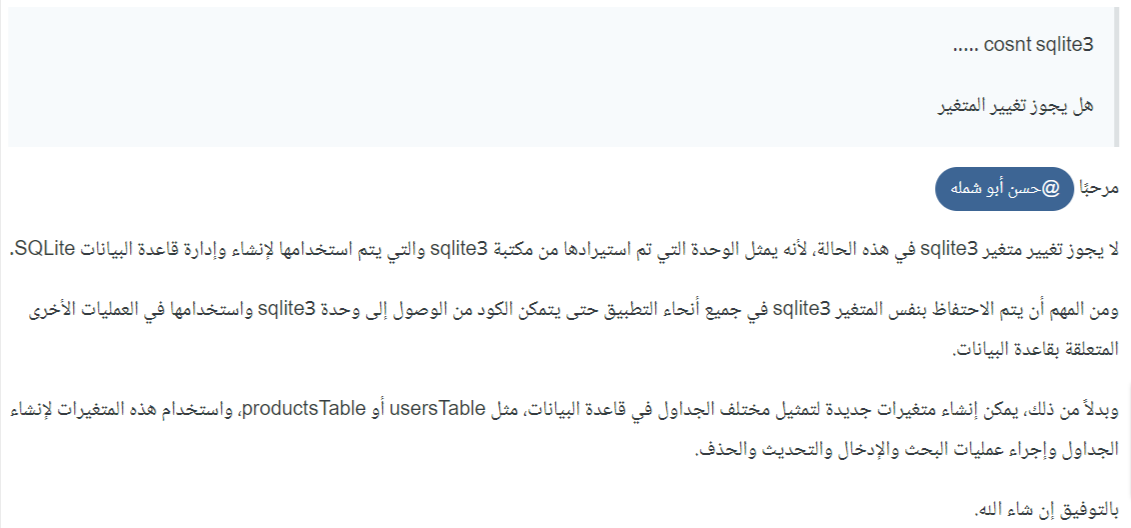 cosnt sqlite3 .....
هل يجوز تغيير المتغير
مرحبًا @حسن أبو شمله
لا يجوز تغيير متغير sqlite3 في هذه الحالة، لأنه يمثل الوحدة التي تم استيرادها من مكتبة sqlite3 والتي يتم استخدامها لإنشاء وإدارة قاعدة البيانات SQLite.
ومن المهم أن يتم الاحتفاظ بنفس المتغير sqlite3 في جميع أنحاء التطبيق حتى يتمكن الكود من الوصول إلى وحدة sqlite3 واستخدامها في العمليات الأخرى
المتعلقة بقاعدة البيانات.
وبدلاً من ذلك، يمكن إنشاء متغيرات جديدة لتمثيل مختلف الجداول في قاعدة البيانات، مثل usersTable أو productsTable، واستخدام هذه المتغيرات لإنشاء
الجداول وإجراء عمليات البحث والإدخال والتحديث والحذف.
بالتوفيق إن شاء الله.